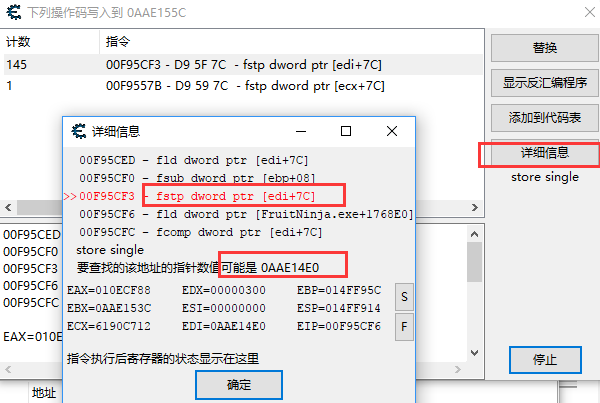 下列操作码写入到 0AAE155C
计数 指令
145 00F95CF3 - D9 5F 7C - fstp dword ptr [edi+7C]
1 00F9557B - D9 59 7C - fstp dword ptr [ecx+7C]
替换
显示反汇编程序
添加到代码表
详细信息
store single
停止
详细信息
00F95CED - fld dword ptr [edi+7C]
00F95CF0 - fsub dword ptr [ebp+08]
>>00F95CF3 - fstp dword ptr [edi+7C]
00F95CF6 - fld dword ptr [FruitNinja.exe+1768E0]
00F95CFC - fcomp dword ptr [edi+7C]
store single
要查找的该地址的指针数值可能是 0AAE14E0
EAX=010ECF88 EDX=00000300 EBP=014FF95C
EBX=0AAE153C ESI=00000000 ESP=014FF914
ECX=6190C712 EDI=0AAE14E0 EIP=00F95CF6
S
F
指令执行后寄存器的状态显示在这里
确定
00F95CED
00F95CF0
00F95CF3
00F95CF6
00F95CFC
EAX=010E
地址